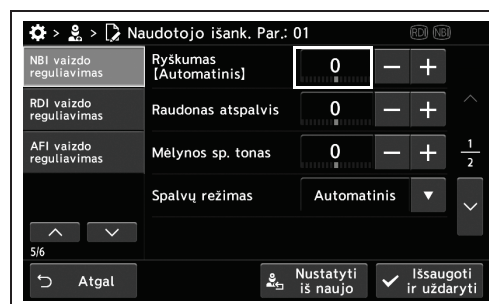 > > Naudotojo išank. Par.: 01 RDI NBI
NBI vaizdo
reguliavimas
RDI vaizdo
reguliavimas
AFI vaizdo
reguliavimas
5/6
Ryškumas
[Automatinis]
0 − +
Raudonas atspalvis
0 − +
Mėlynos sp. tonas
0 − +
Spalvų režimas
Automatinis
1
2
Atgal
Nustatyti
iš naujo
Išsaugoti
ir uždaryti